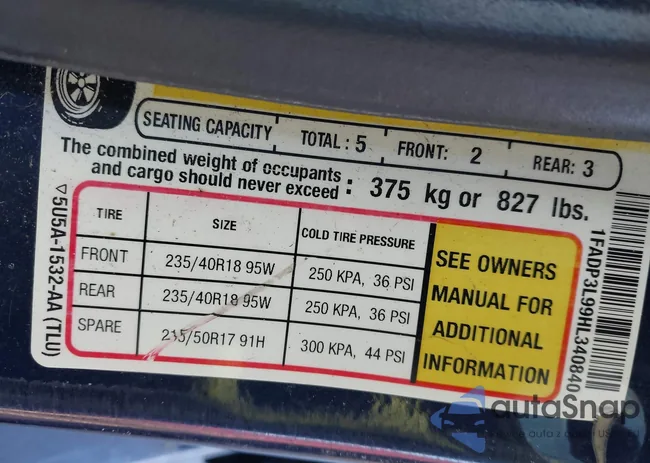 SEATING CAPACITY TOTAL : 5 FRONT: 2 REAR: 3
The combined weight of occupants
and cargo should never exceed : 375 kg or 827 lbs.
TIRE SIZE COLD TIRE PRESSURE
FRONT 235/40R18 95W 250 KPA, 36 PSI
REAR 235/40R18 95W 250 KPA, 36 PSI
SPARE 215/50R17 91H 300 KPA, 44 PSI
SEE OWNERS
MANUAL FOR
ADDITIONAL
INFORMATION
5U5A-1532-AA (TLU)
1FADP3L99HL340840
autaSnap